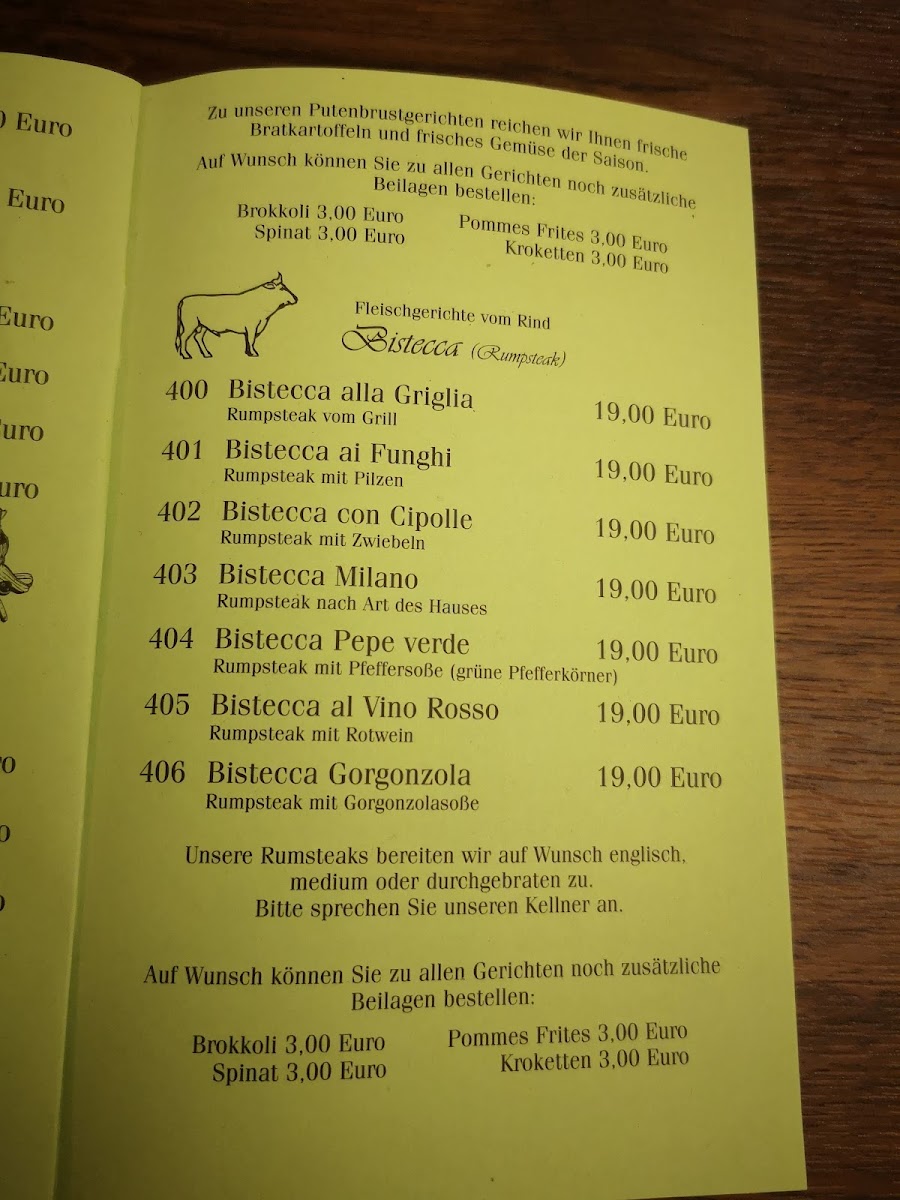 0 Euro
Euro
Euro
Euro
Euro
uro
ro
o
Zu unseren Putenbrustgerichten reichen wir Ihnen frische
Bratkartoffeln und frisches Gemüse der Saison.
Auf Wunsch können Sie zu allen Gerichten noch zusätzliche
Beilagen bestellen:
Brokkoli 3,00 Euro Pommes Frites 3,00 Euro
Spinat 3,00 Euro Kroketten 3,00 Euro
Fleischgerichte vom Rind
Bistecca (Rumpsteak)
400 Bistecca alla Griglia 19,00 Euro
Rumpsteak vom Grill
401 Bistecca ai Funghi 19,00 Euro
Rumpsteak mit Pilzen
402 Bistecca con Cipolle 19,00 Euro
Rumpsteak mit Zwiebeln
403 Bistecca Milano 19,00 Euro
Rumpsteak nach Art des Hauses
404 Bistecca Pepe verde 19,00 Euro
Rumpsteak mit Pfeffersoße (grüne Pfefferkörner)
405 Bistecca al Vino Rosso 19,00 Euro
Rumpsteak mit Rotwein
406 Bistecca Gorgonzola 19,00 Euro
Rumpsteak mit Gorgonzolasoße
Unsere Rumsteaks bereiten wir auf Wunsch englisch,
medium oder durchgebraten zu.
Bitte sprechen Sie unseren Kellner an.
Auf Wunsch können Sie zu allen Gerichten noch zusätzliche
Beilagen bestellen:
Brokkoli 3,00 Euro Pommes Frites 3,00 Euro
Spinat 3,00 Euro Kroketten 3,00 Euro